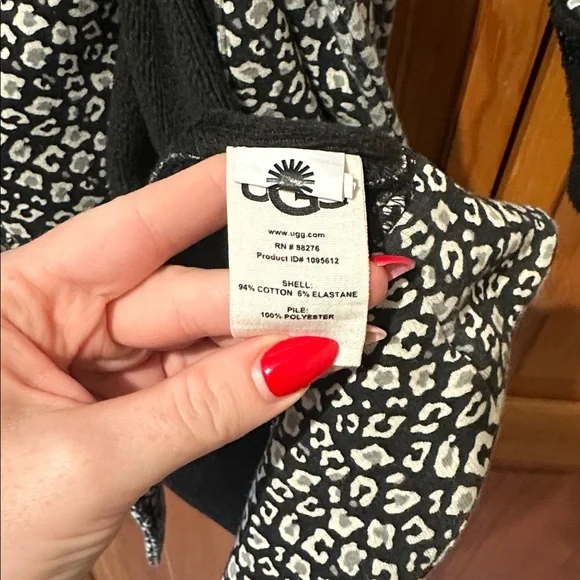 UGG
www.ugg.com
RN # 88276
Product ID# 1095612
SHELL:
94% COTTON 6% ELASTANE
PILE:
100% POLYESTER